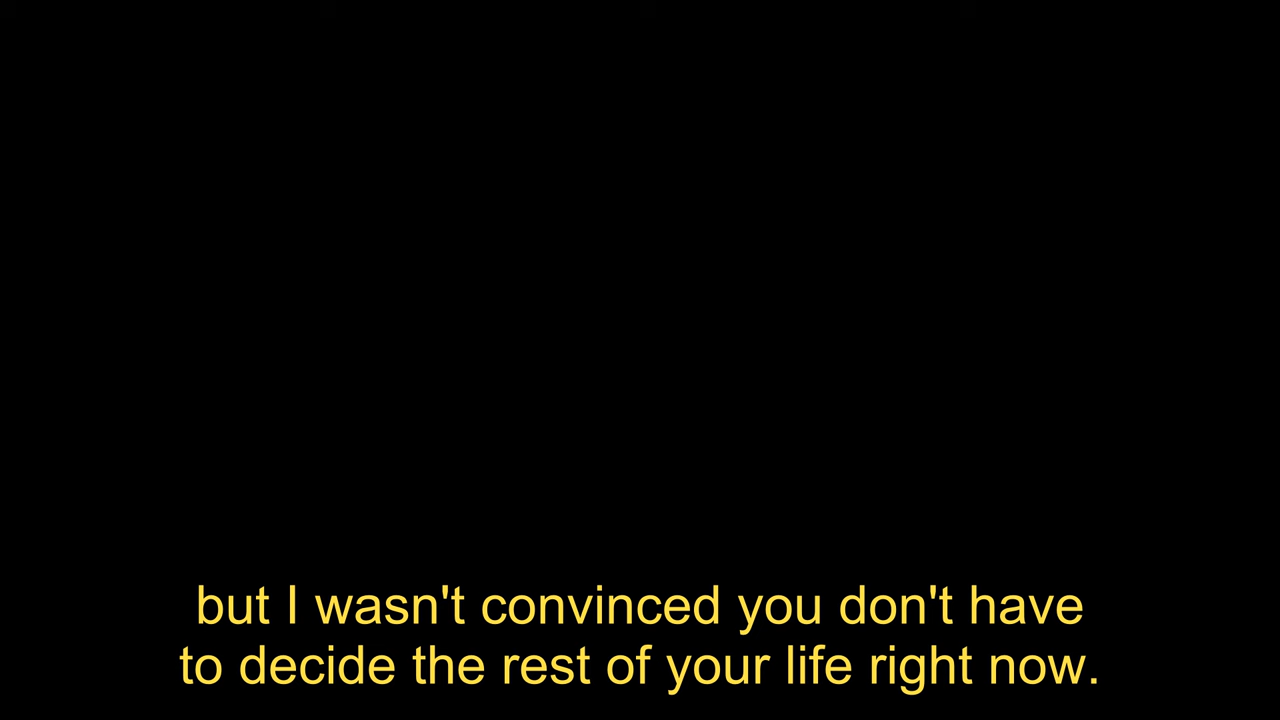 but I wasn't convinced you don't have
to decide the rest of your life right now.